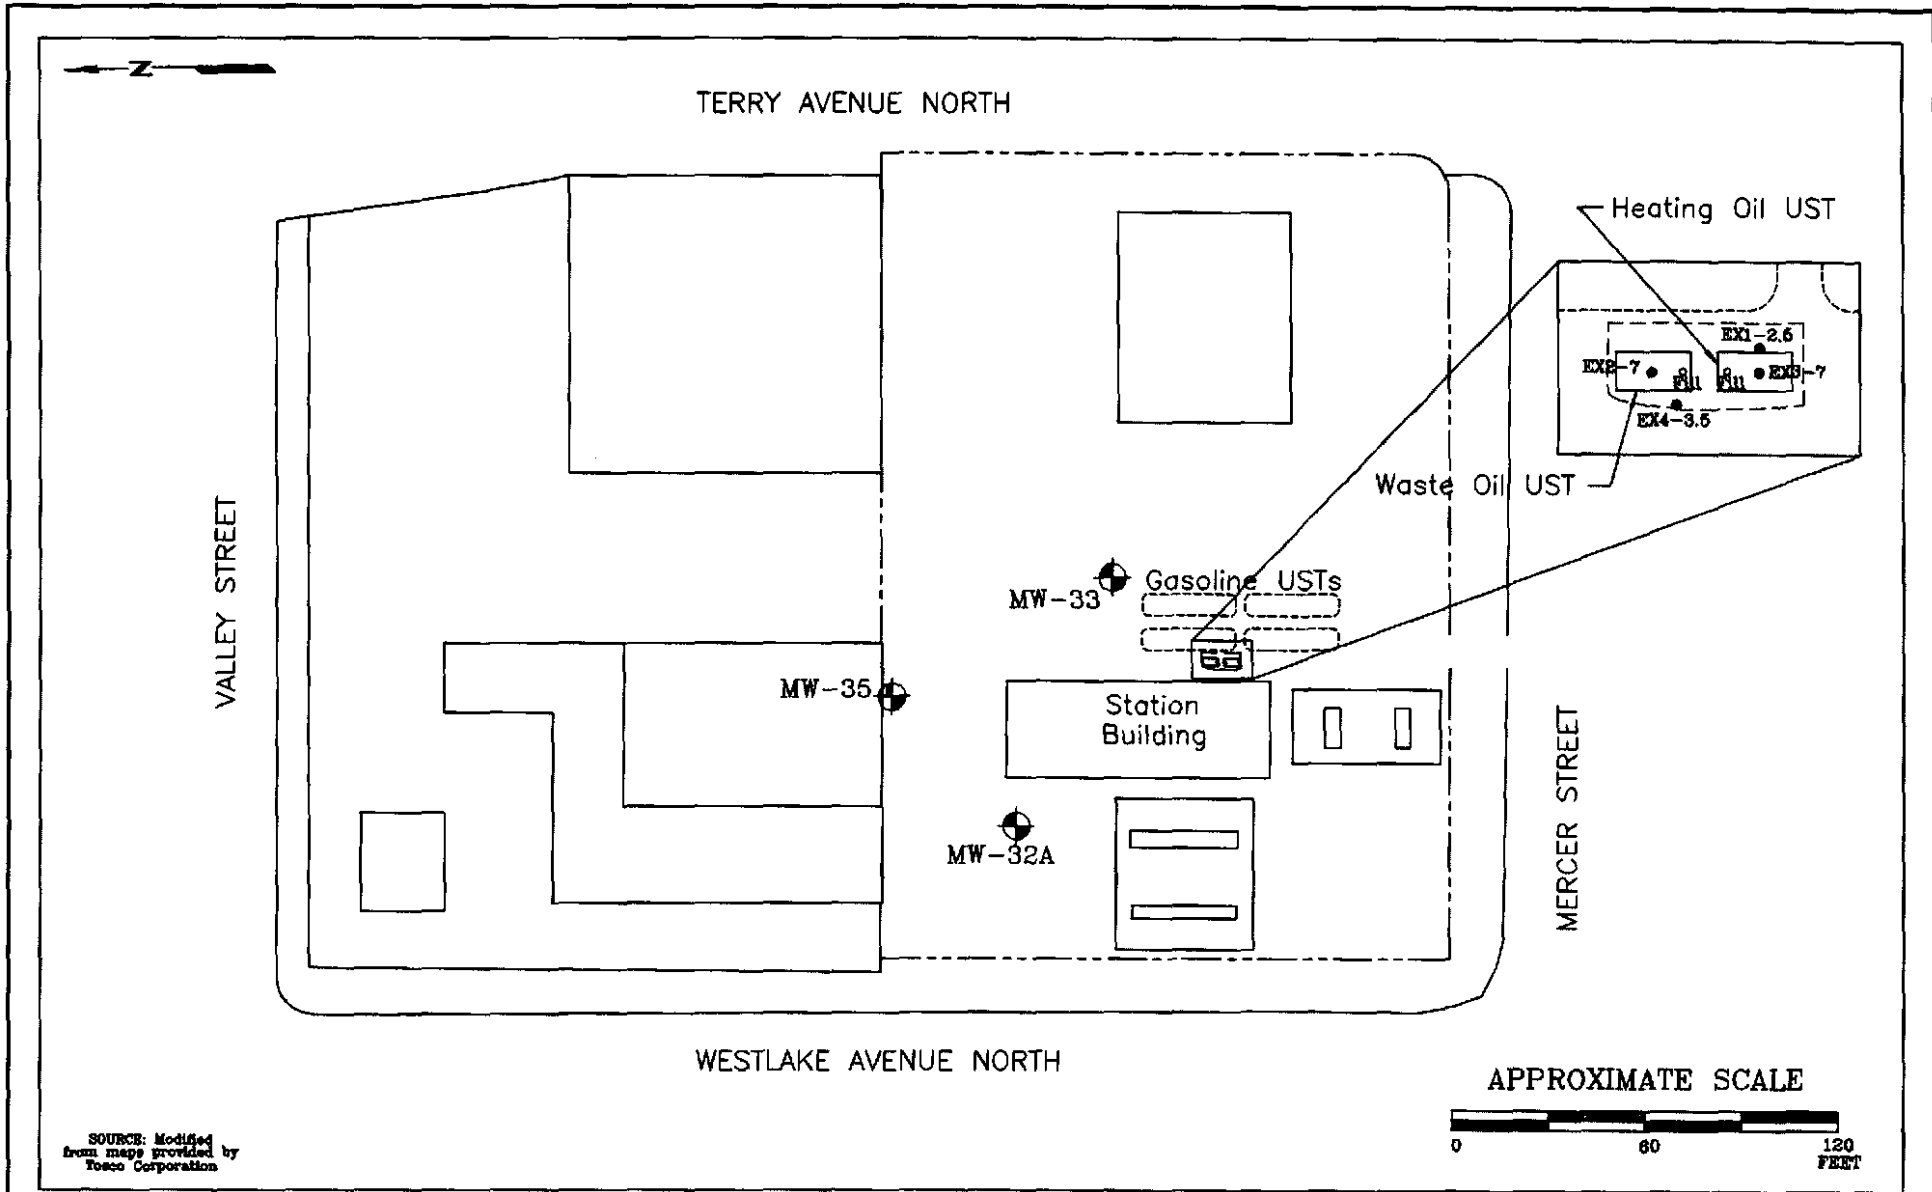 N
TERRY AVENUE NORTH
Heating Oil UST
EX1-2.5
EX2-7
Fill
Fill
EX3-7
EX4-3.5
Waste Oil UST
VALLEY STREET
MW-33
Gasoline USTs
MW-35
Station
Building
MERCER STREET
MW-32A
WESTLAKE AVENUE NORTH
APPROXIMATE SCALE
0 60 120
FEET
SOURCE: Modified
from maps provided by
Tosco Corporation